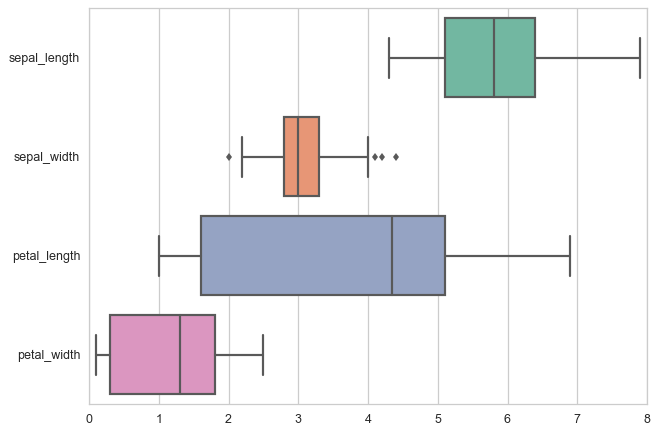 sepal_length
sepal_width
petal_length
petal_width
0 1 2 3 4 5 6 7 8